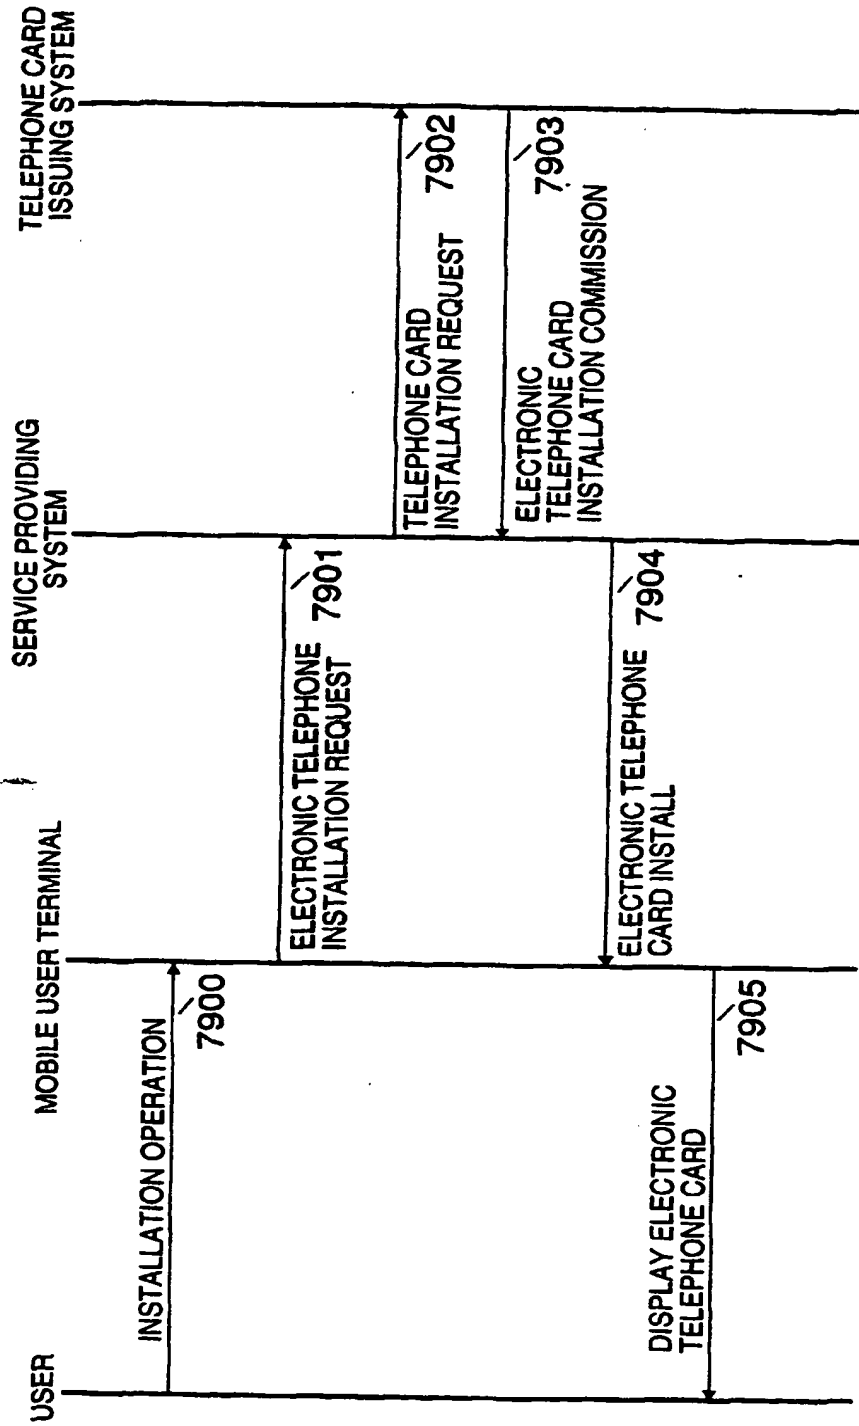 USER
MOBILE USER TERMINAL
SERVICE PROVIDING
SYSTEM
TELEPHONE CARD
ISSUING SYSTEM
INSTALLATION OPERATION
7900
ELECTRONIC TELEPHONE
INSTALLATION REQUEST
7901
TELEPHONE CARD
INSTALLATION REQUEST
7902
ELECTRONIC
TELEPHONE CARD
INSTALLATION COMMISSION
7903
ELECTRONIC TELEPHONE
CARD INSTALL
7904
DISPLAY ELECTRONIC
TELEPHONE CARD
7905